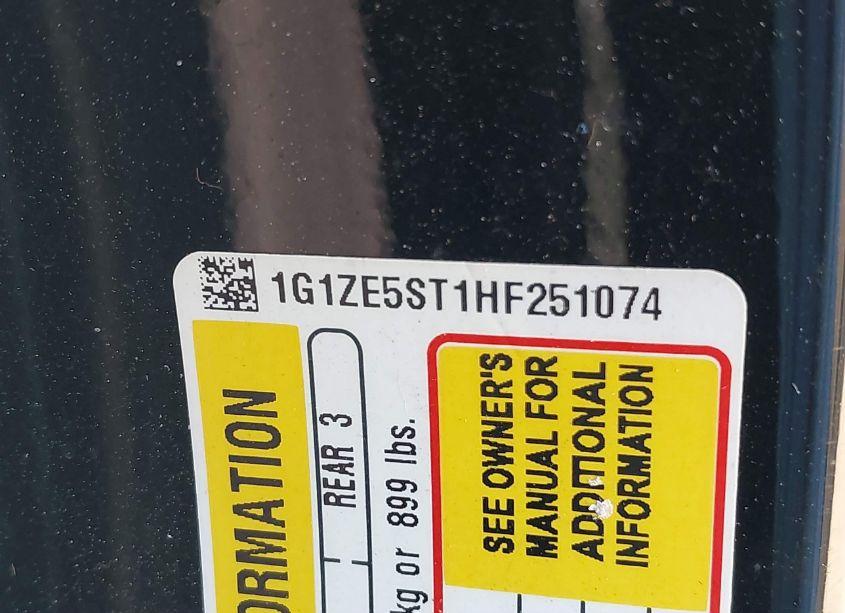 1G1ZE5ST1HF251074
ORMATION
REAR 3
kg or 899 lbs.
SEE OWNER'S
MANUAL FOR
ADDITIONAL
INFORMATION